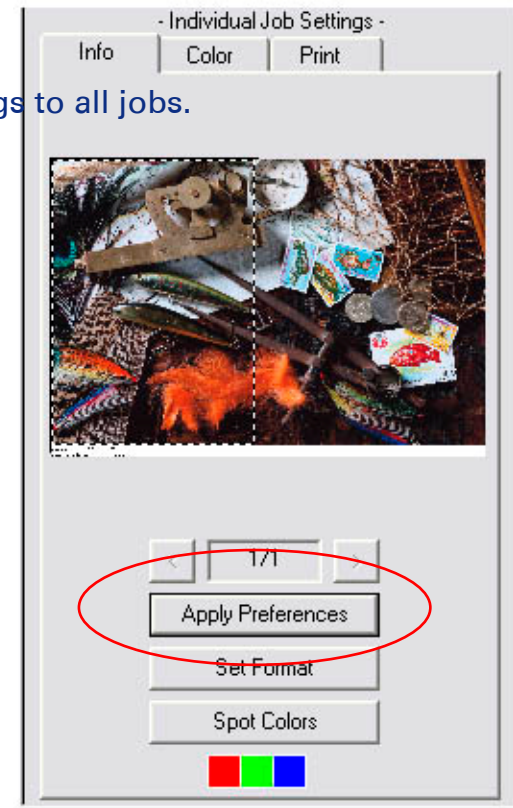 - Individual Job Settings -
Info Color Print
gs to all jobs.
< 1/1 >
Apply Preferences
Set Format
Spot Colors